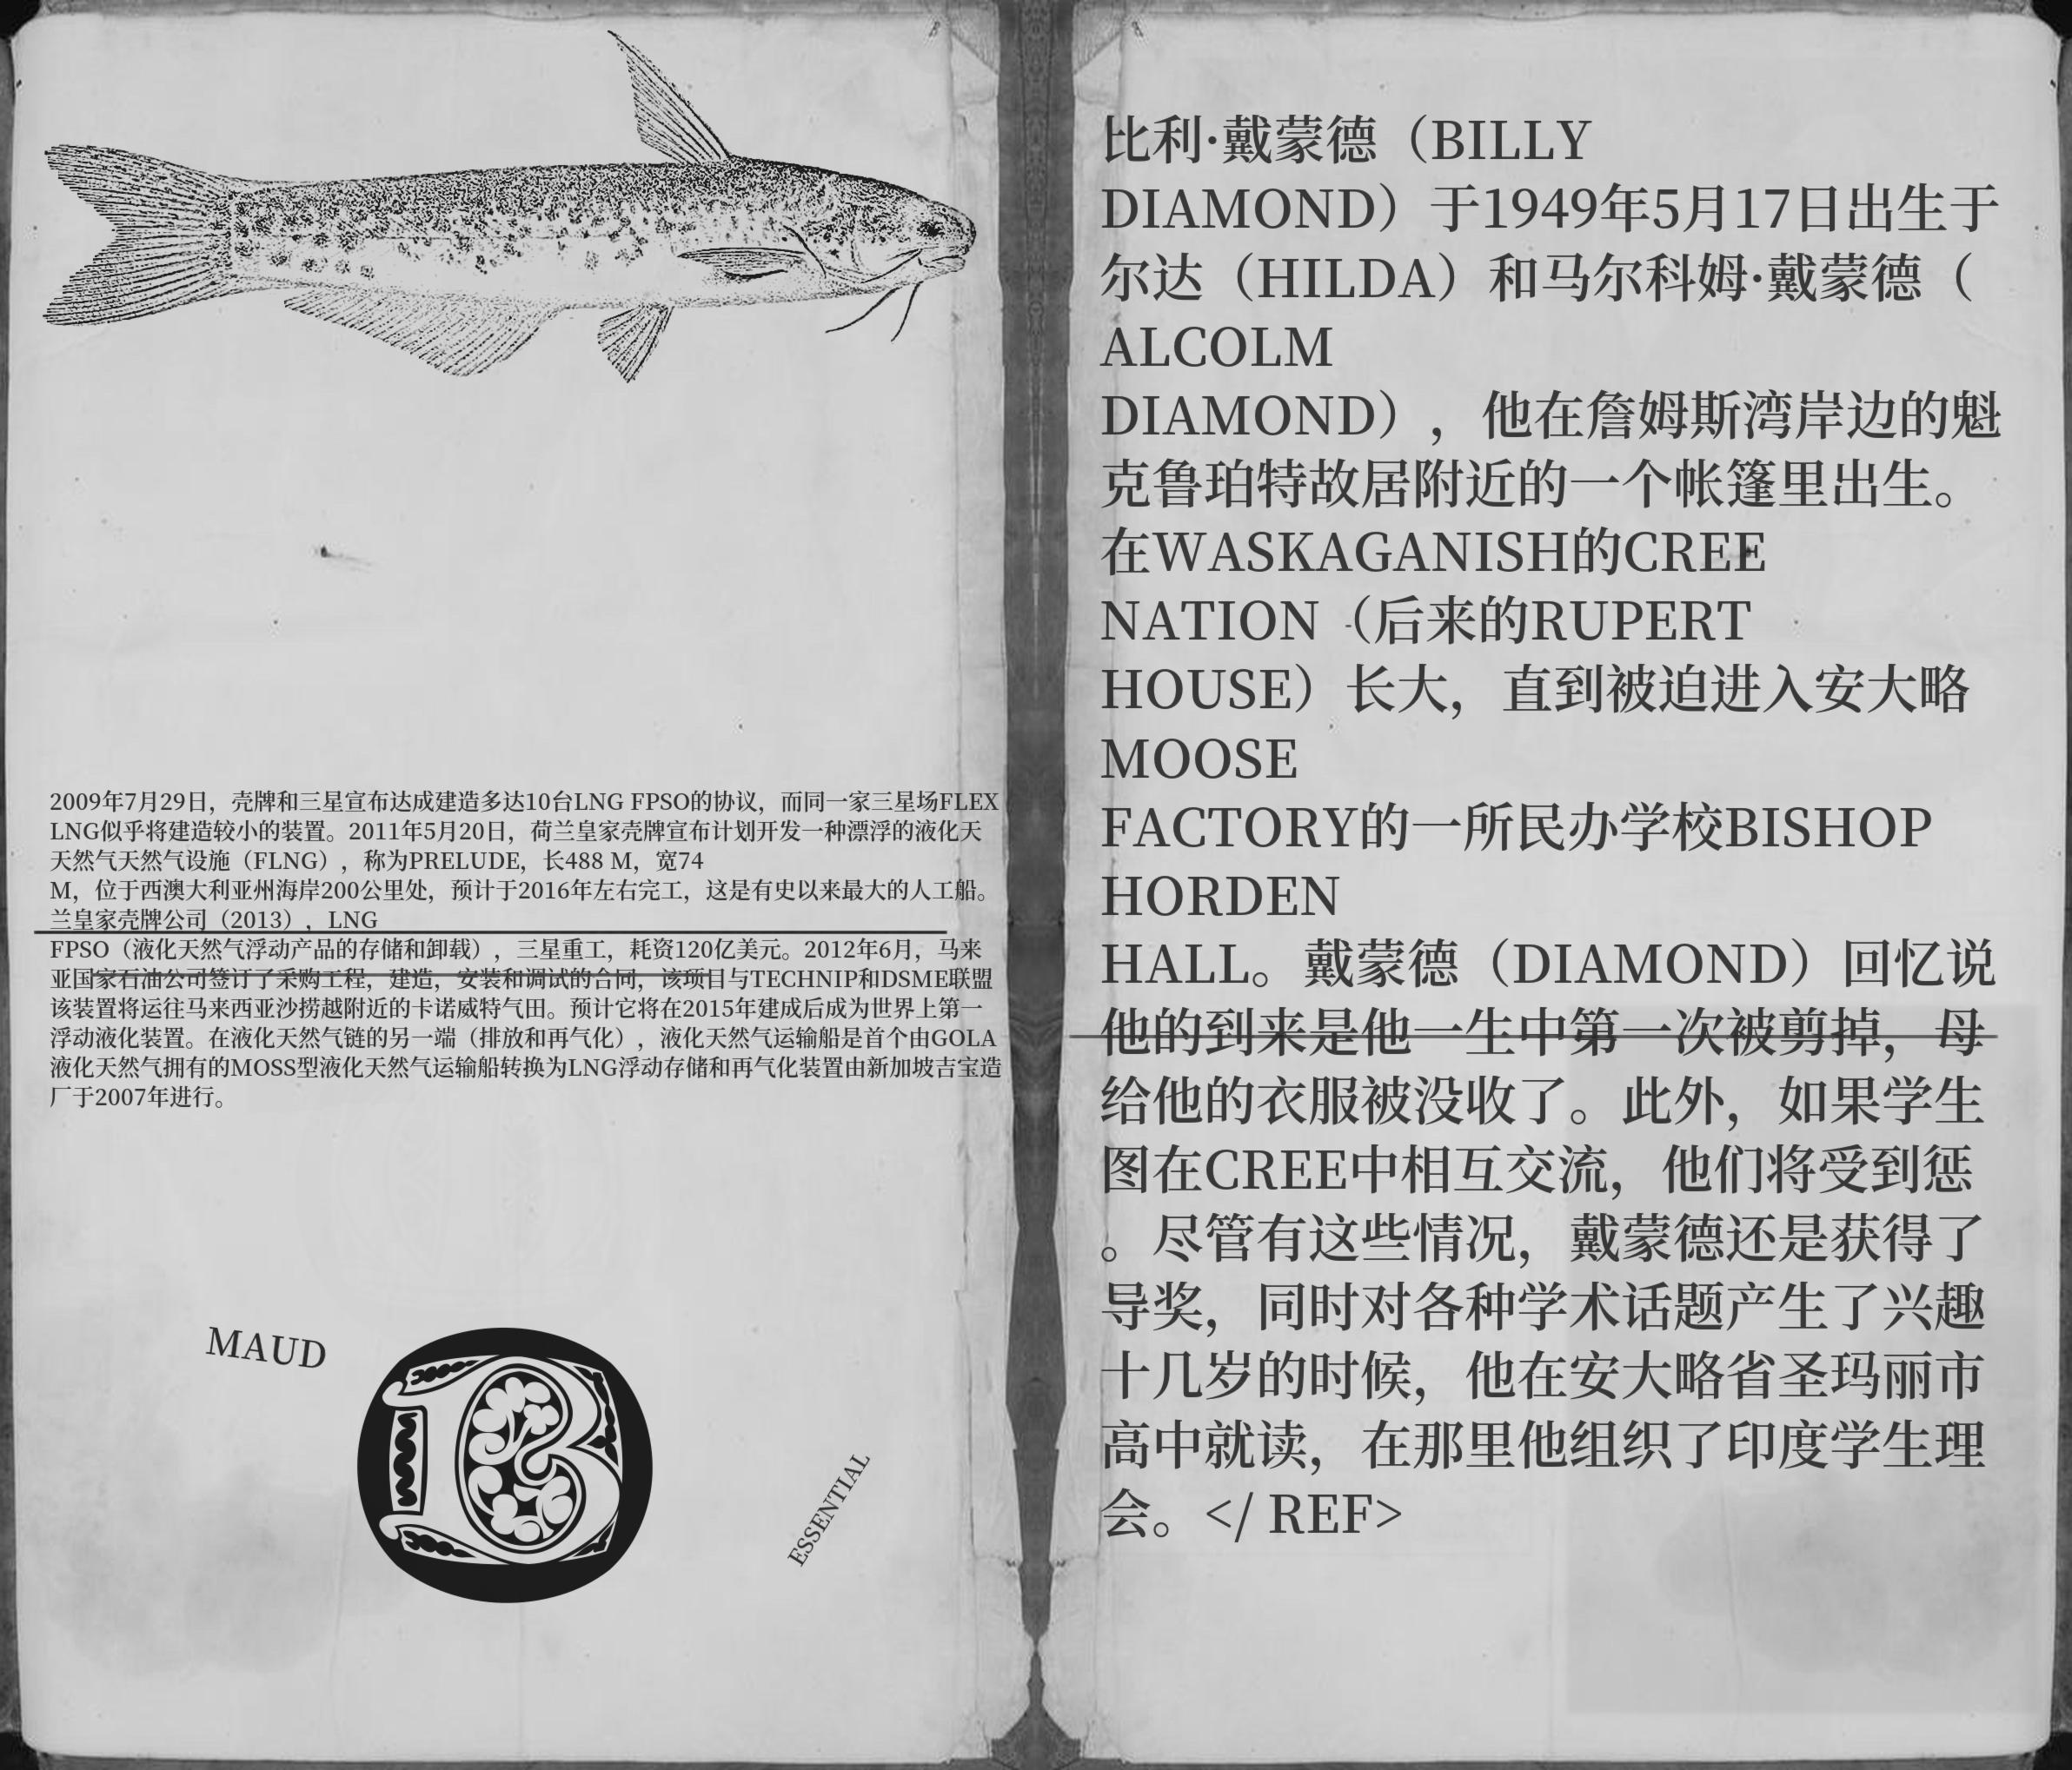 2009年7月29日，壳牌和三星宣布达成建造多达10台LNG FPSO的协议，而同一家三星场FLEX
LNG似乎将建造较小的装置。2011年5月20日，荷兰皇家壳牌宣布计划开发一种漂浮的液化天
天然气天然气设施（FLNG），称为PRELUDE，长488 M，宽74
M，位于西澳大利亚州海岸200公里处，预计于2016年左右完工，这是有史以来最大的人工船。
兰皇家壳牌公司（2013），LNG
FPSO（液化天然气浮动产品的存储和卸载），三星重工，耗资120亿美元。2012年6月，马来
亚国家石油公司签订了采购工程，建造，安装和调试的合同，该项目与TECHNIP和DSME联盟
该装置将运往马来西亚沙捞越附近的卡诺威特气田。预计它将在2015年建成后成为世界上第一
浮动液化装置。在液化天然气链的另一端（排放和再气化），液化天然气运输船是首个由GOLA
液化天然气拥有的MOSS型液化天然气运输船转换为LNG浮动存储和再气化装置由新加坡吉宝造
厂于2007年进行。
MAUD
B
ESSENTIAL
比利·戴蒙德（BILLY
DIAMOND）于1949年5月17日出生于
尔达（HILDA）和马尔科姆·戴蒙德（
ALCOLM
DIAMOND），他在詹姆斯湾岸边的魁
克鲁珀特故居附近的一个帐篷里出生。
在WASKAGANISH的CREE
NATION（后来的RUPERT
HOUSE）长大，直到被迫进入安大略
MOOSE
FACTORY的一所民办学校BISHOP
HORDEN
HALL。戴蒙德（DIAMOND）回忆说
他的到来是他一生中第一次被剪掉，母
给他的衣服被没收了。此外，如果学生
图在CREE中相互交流，他们将受到惩
。尽管有这些情况，戴蒙德还是获得了
导奖，同时对各种学术话题产生了兴趣
十几岁的时候，他在安大略省圣玛丽市
高中就读，在那里他组织了印度学生理
会。</ REF>